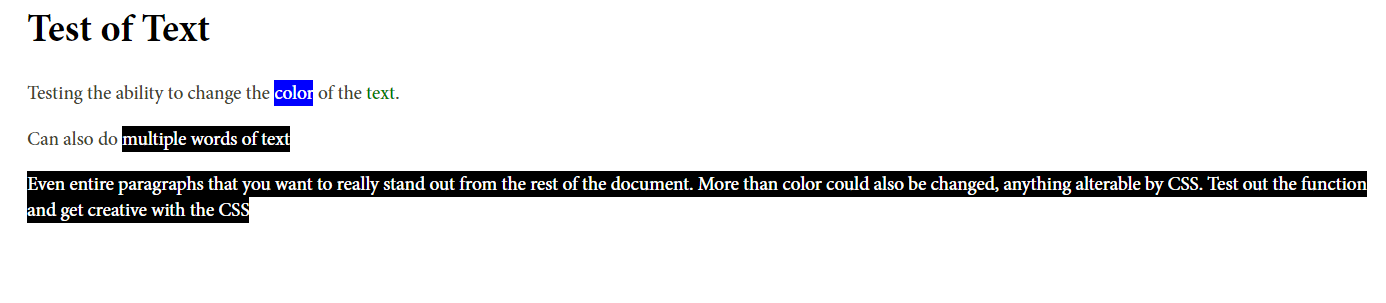 Test of Text
Testing the ability to change the color of the text.
Can also do multiple words of text
Even entire paragraphs that you want to really stand out from the rest of the document. More than color could also be changed, anything alterable by CSS. Test out the function
and get creative with the CSS